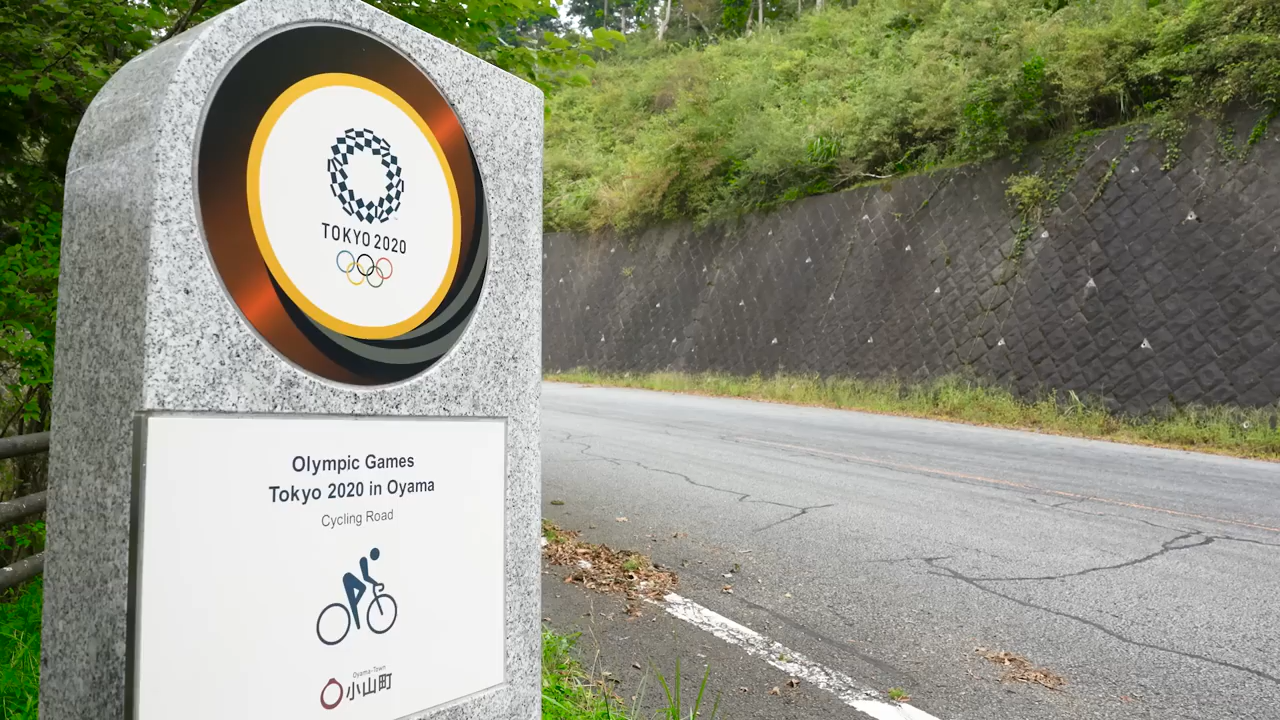 TOKYO 2020
Olympic Games
Tokyo 2020 in Oyama
Cycling Road
Oyama-Town
小山町